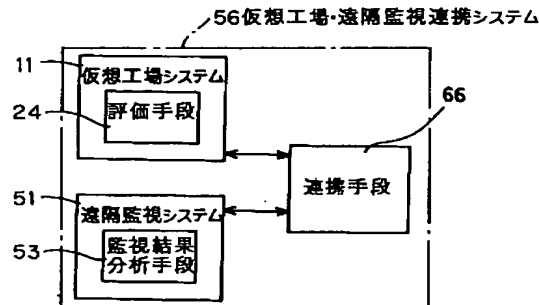 56仮想工場・遠隔監視連携システム
11
仮想工場システム
24
評価手段
66
連携手段
51
遠隔監視システム
53
監視結果
分析手段